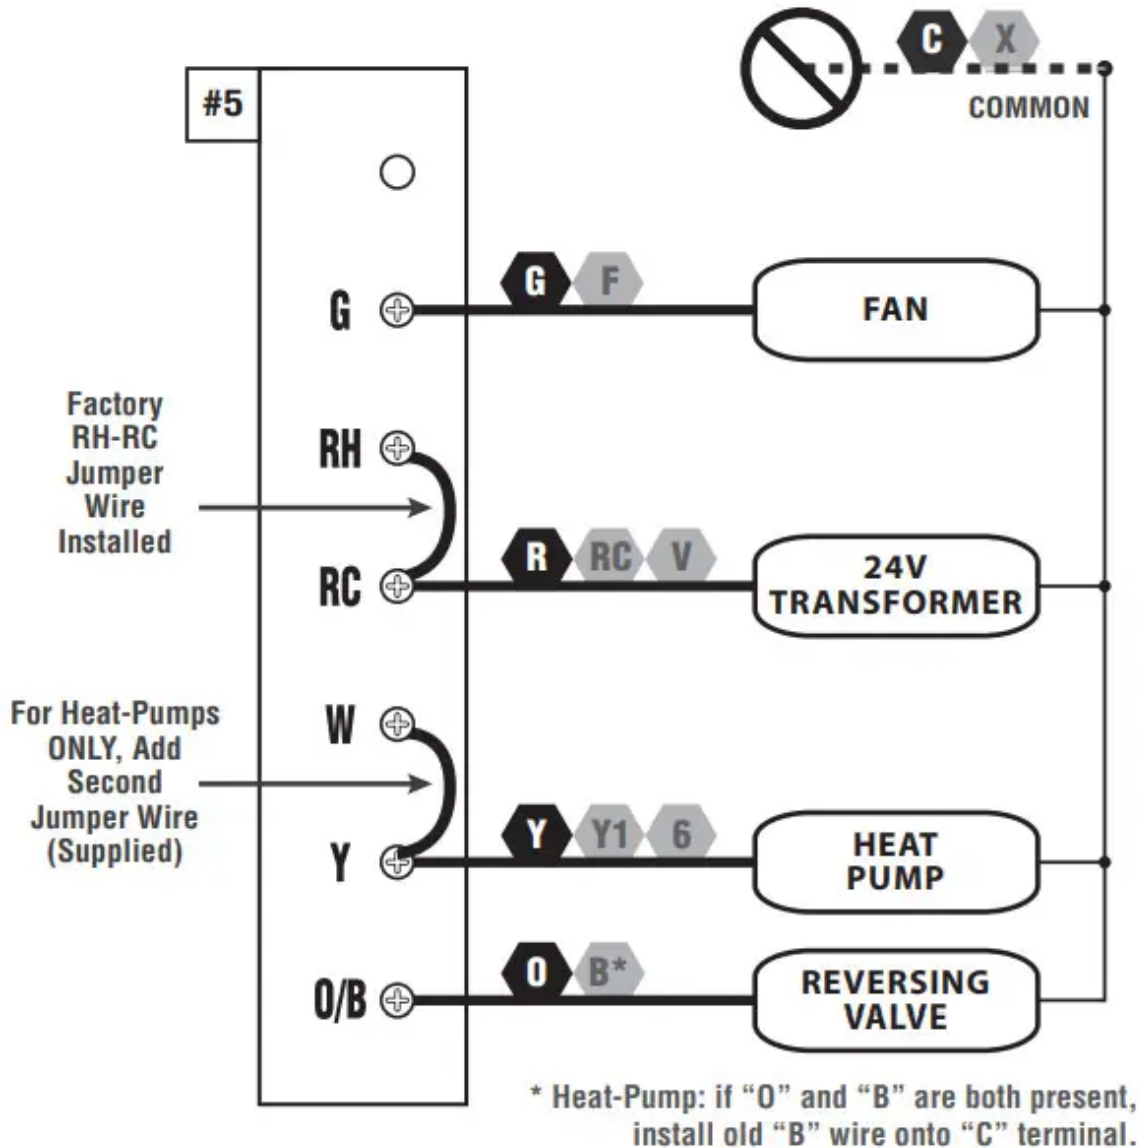 #5
C X
COMMON
G
G F
FAN
Factory
RH-RC
Jumper
Wire
Installed
RH
RC
R RC V
24V
TRANSFORMER
For Heat-Pumps
ONLY, Add
Second
Jumper Wire
(Supplied)
W
Y
Y Y1 6
HEAT
PUMP
O/B
O B*
REVERSING
VALVE
* Heat-Pump: if “O” and “B” are both present,
install old “B” wire onto “C” terminal.